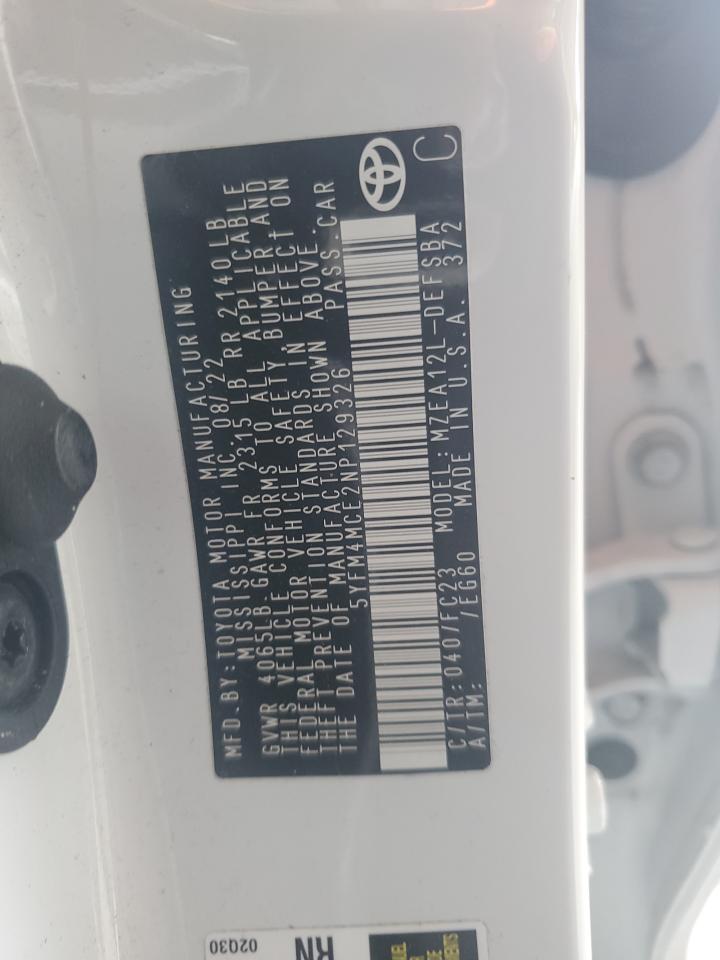 MFD. BY: TOYOTA MOTOR MANUFACTURING
MISSISSIPPI INC. 08/22
GVWR 4065LB GAWR FR 2315 LB RR 2140LB
THIS VEHICLE CONFORMS TO ALL APPLICABLE
FEDERAL MOTOR VEHICLE SAFETY, BUMPER AND
THEFT PREVENTION STANDARDS IN EFFECT ON
THE DATE OF MANUFACTURE SHOWN ABOVE.
5YFM4MCE2NP129326 PASS.CAR
C/TR:040/FC23 MODEL:MZEA12L-DEFSBA
A/TM: /EG60 MADE IN U.S.A. 372
C
02Q30
RN